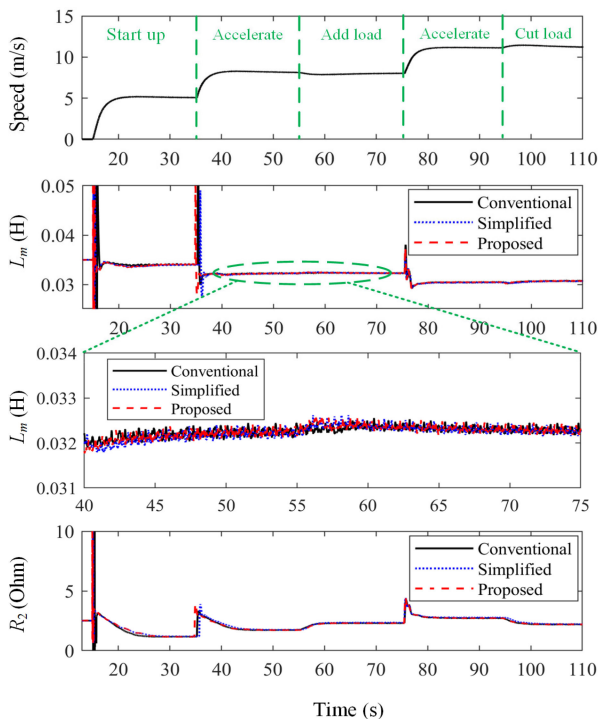 15
10
5
0
Speed (m/s)
Start up
Accelerate
Add load
Accelerate
Cut load
20 30 40 50 60 70 80 90 100 110
0.05
0.04
0.03
L_m (H)
Conventional
Simplified
Proposed
20 30 40 50 60 70 80 90 100 110
0.034
0.033
0.032
0.031
L_m (H)
Conventional
Simplified
Proposed
40 45 50 55 60 65 70 75
10
5
0
R_2 (Ohm)
Conventional
Simplified
Proposed
20 30 40 50 60 70 80 90 100 110
Time (s)